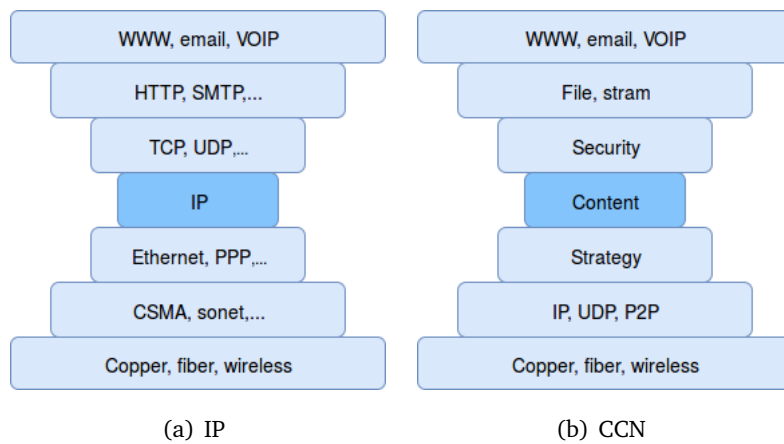 WWW, email, VOIP
HTTP, SMTP,...
TCP, UDP,...
IP
Ethernet, PPP,...
CSMA, sonet,...
Copper, fiber, wireless
(a) IP
WWW, email, VOIP
File, stram
Security
Content
Strategy
IP, UDP, P2P
Copper, fiber, wireless
(b) CCN